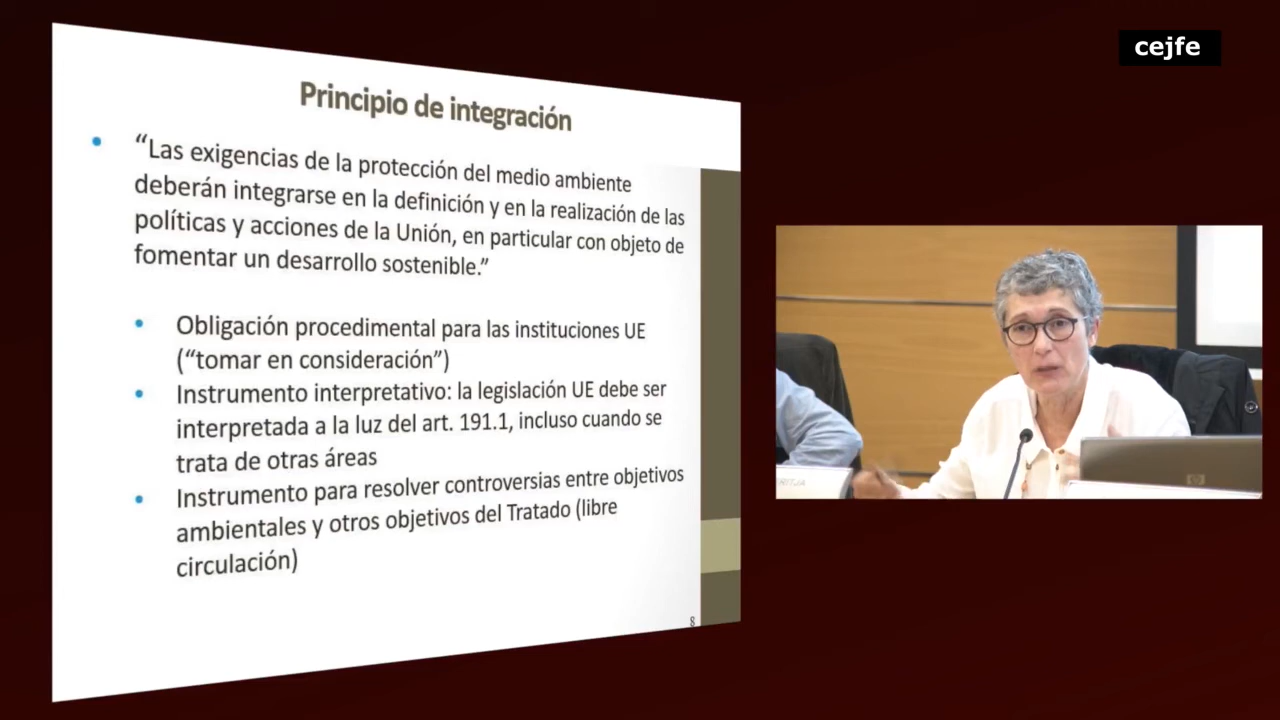 cejfe
Principio de integración
• “Las exigencias de la protección del medio ambiente
deberán integrarse en la definición y en la realización de las
políticas y acciones de la Unión, en particular con objeto de
fomentar un desarrollo sostenible.”
• Obligación procedimental para las instituciones UE
(“tomar en consideración”)
• Instrumento interpretativo: la legislación UE debe ser
interpretada a la luz del art. 191.1, incluso cuando se
trata de otras áreas
• Instrumento para resolver controversias entre objetivos
ambientales y otros objetivos del Tratado (libre
circulación)
8
hp